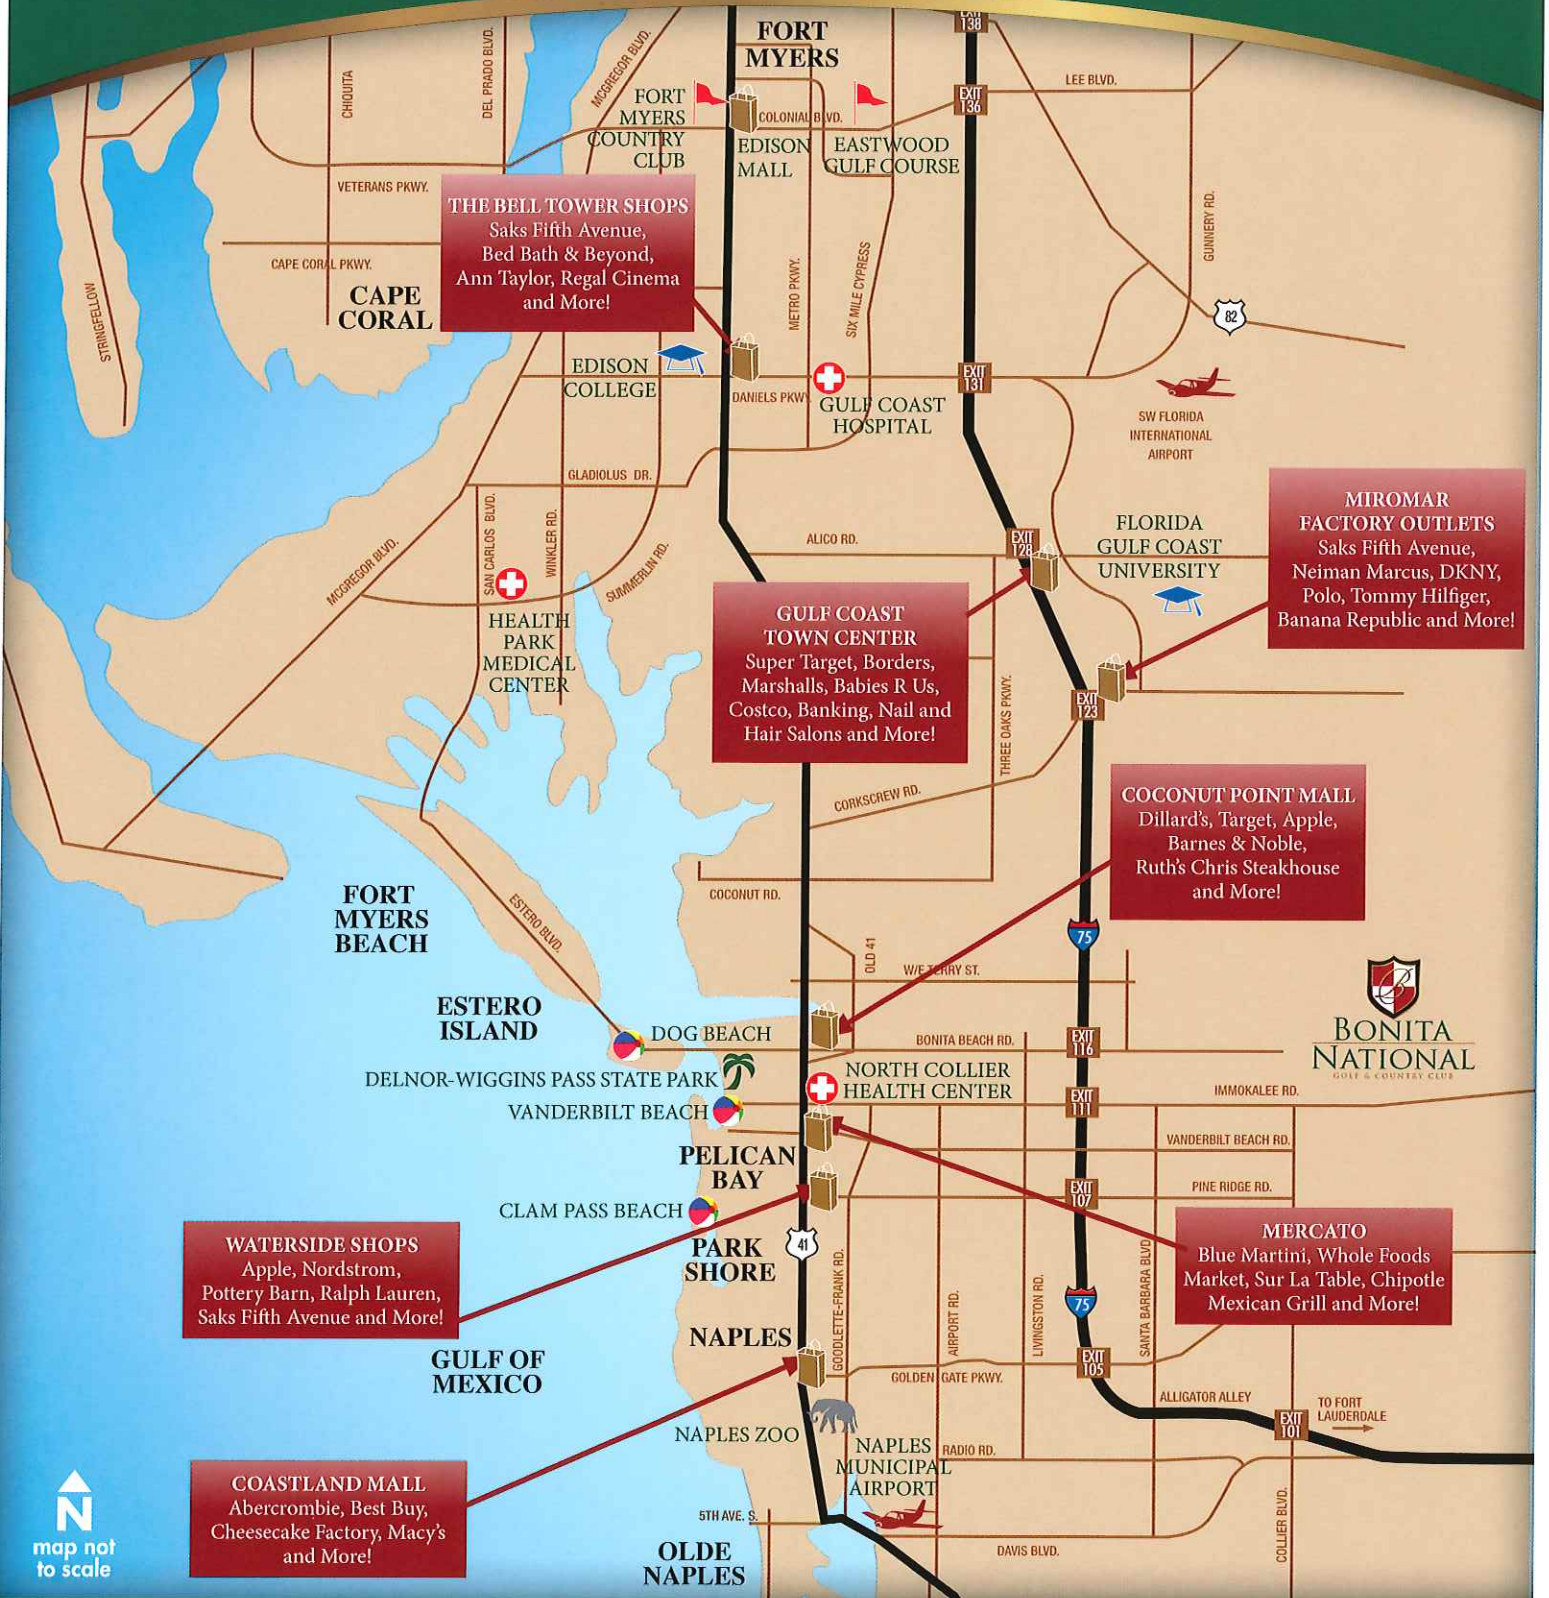 EXIT
138
FORT
MYERS
CHIQUITA
DEL PRADO BLVD.
MCGREGOR BLVD.
LEE BLVD.
EXIT
136
FORT
MYERS
COUNTRY
CLUB
COLONIAL BLVD.
EDISON
MALL
EASTWOOD
GULF COURSE
VETERANS PKWY.
THE BELL TOWER SHOPS
Saks Fifth Avenue,
Bed Bath & Beyond,
Ann Taylor, Regal Cinema
and More!
CAPE CORAL PKWY.
CAPE
CORAL
STRINGFELLOW
METRO PKWY.
SIX MILE CYPRESS
GUNNERY RD.
82
EDISON
COLLEGE
DANIELS PKWY
GULF COAST
HOSPITAL
EXIT
131
SW FLORIDA
INTERNATIONAL
AIRPORT
GLADIOLUS DR.
SAN CARLOS BLVD.
WINKLER RD.
SUMMERLIN RD.
MCGREGOR BLVD.
ALICO RD.
EXIT
128
FLORIDA
GULF COAST
UNIVERSITY
MIROMAR
FACTORY OUTLETS
Saks Fifth Avenue,
Neiman Marcus, DKNY,
Polo, Tommy Hilfiger,
Banana Republic and More!
HEALTH
PARK
MEDICAL
CENTER
GULF COAST
TOWN CENTER
Super Target, Borders,
Marshalls, Babies R Us,
Costco, Banking, Nail and
Hair Salons and More!
THREE OAKS PKWY.
EXIT
123
CORKSCREW RD.
COCONUT POINT MALL
Dillard's, Target, Apple,
Barnes & Noble,
Ruth's Chris Steakhouse
and More!
COCONUT RD.
FORT
MYERS
BEACH
ESTERO BLVD.
75
OLD 41
W/E TERRY ST.
ESTERO
ISLAND
DOG BEACH
BONITA BEACH RD.
EXIT
116
B
BONITA
NATIONAL
GOLF & COUNTRY CLUB
DELNOR-WIGGINS PASS STATE PARK
NORTH COLLIER
HEALTH CENTER
VANDERBILT BEACH
EXIT
111
IMMOKALEE RD.
VANDERBILT BEACH RD.
PELICAN
BAY
EXIT
107
PINE RIDGE RD.
CLAM PASS BEACH
PARK
SHORE
41
WATERSIDE SHOPS
Apple, Nordstrom,
Pottery Barn, Ralph Lauren,
Saks Fifth Avenue and More!
MERCATO
Blue Martini, Whole Foods
Market, Sur La Table, Chipotle
Mexican Grill and More!
GOODLETTE-FRANK RD.
AIRPORT RD.
LIVINGSTON RD.
75
SANTA BARBARA BLVD.
NAPLES
GULF OF
MEXICO
EXIT
105
GOLDEN GATE PKWY.
ALLIGATOR ALLEY
EXIT
101
TO FORT
LAUDERDALE
NAPLES ZOO
NAPLES
MUNICIPAL
AIRPORT
RADIO RD.
COASTLAND MALL
Abercrombie, Best Buy,
Cheesecake Factory, Macy's
and More!
5TH AVE. S.
OLDE
NAPLES
DAVIS BLVD.
COLLIER BLVD.
N
map not
to scale